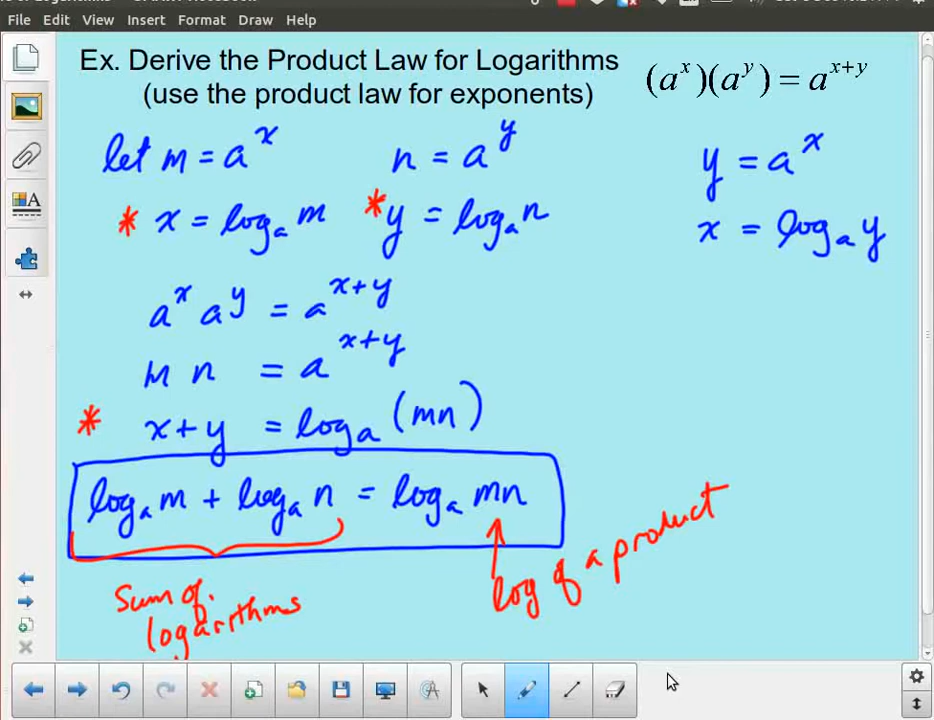 File Edit View Insert Format Draw Help
Ex. Derive the Product Law for Logarithms
(use the product law for exponents)
(a^x)(a^y) = a^{x+y}
let m = a^x n = a^y
* x = log_a m * y = log_a n
y = a^x
x = log_a y
a^x a^y = a^{x+y}
m n = a^{x+y}
* x+y = log_a (mn)
log_a m + log_a n = log_a mn
Sum of
logarithms
log of a product